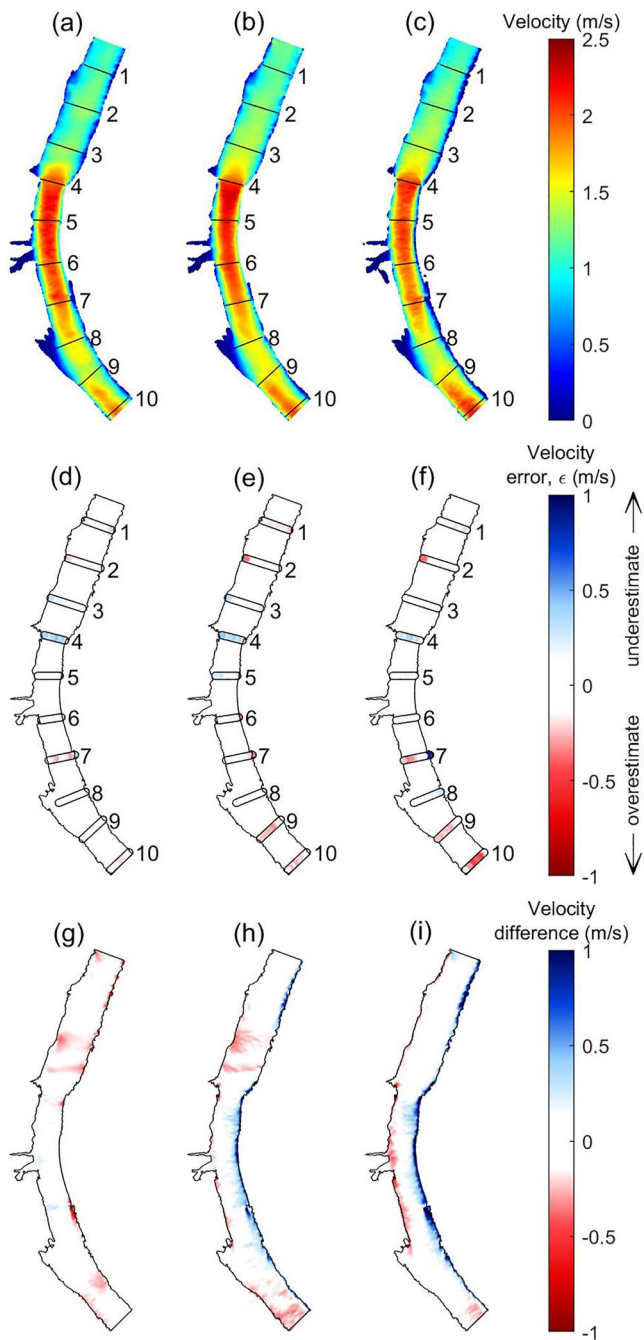 (a) (b) (c) Velocity (m/s)
2.5
2
1.5
1
0.5
0
1 2 3 4 5 6 7 8 9 10
1 2 3 4 5 6 7 8 9 10
1 2 3 4 5 6 7 8 9 10
(d) (e) (f) Velocity
error, ϵ (m/s)
1
0.5
0
-0.5
-1
underestimate
overestimate
1 2 3 4 5 6 7 8 9 10
1 2 3 4 5 6 7 8 9 10
1 2 3 4 5 6 7 8 9 10
(g) (h) (i) Velocity
difference (m/s)
1
0.5
0
-0.5
-1